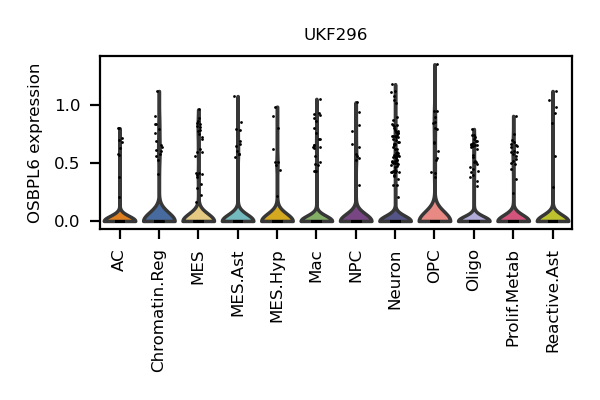 UKF296
OSBPL6 expression
1.0
0.5
0.0
AC
Chromatin.Reg
MES
MES.Ast
MES.Hyp
Mac
NPC
Neuron
OPC
Oligo
Prolif.Metab
Reactive.Ast